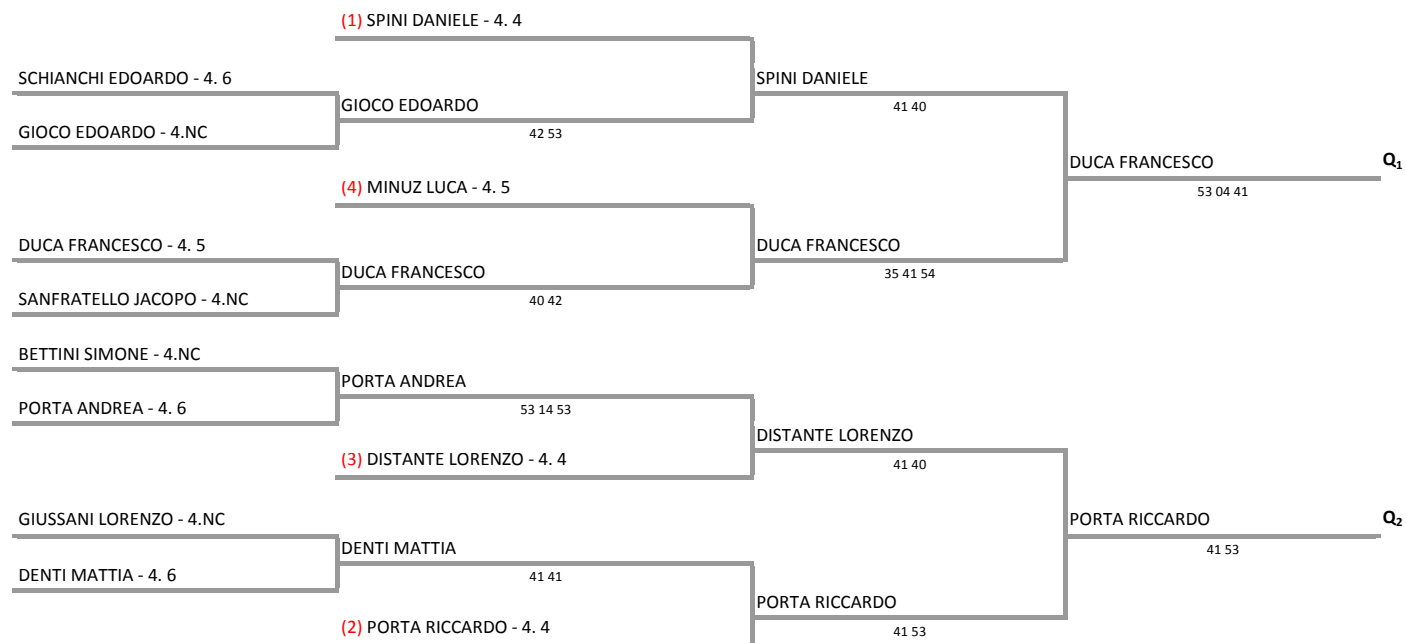 (1) SPINI DANIELE - 4. 4
SCHIANCHI EDOARDO - 4. 6
SPINI DANIELE
GIOCO EDOARDO
41 40
GIOCO EDOARDO - 4.NC
42 53
DUCA FRANCESCO
Q1
(4) MINUZ LUCA - 4. 5
53 04 41
DUCA FRANCESCO - 4. 5
DUCA FRANCESCO
DUCA FRANCESCO
35 41 54
SANFRATELLO JACOPO - 4.NC
40 42
BETTINI SIMONE - 4.NC
PORTA ANDREA
PORTA ANDREA - 4. 6
53 14 53
DISTANTE LORENZO
(3) DISTANTE LORENZO - 4. 4
41 40
GIUSSANI LORENZO - 4.NC
PORTA RICCARDO
Q2
DENTI MATTIA
41 53
DENTI MATTIA - 4. 6
41 41
PORTA RICCARDO
(2) PORTA RICCARDO - 4. 4
41 53